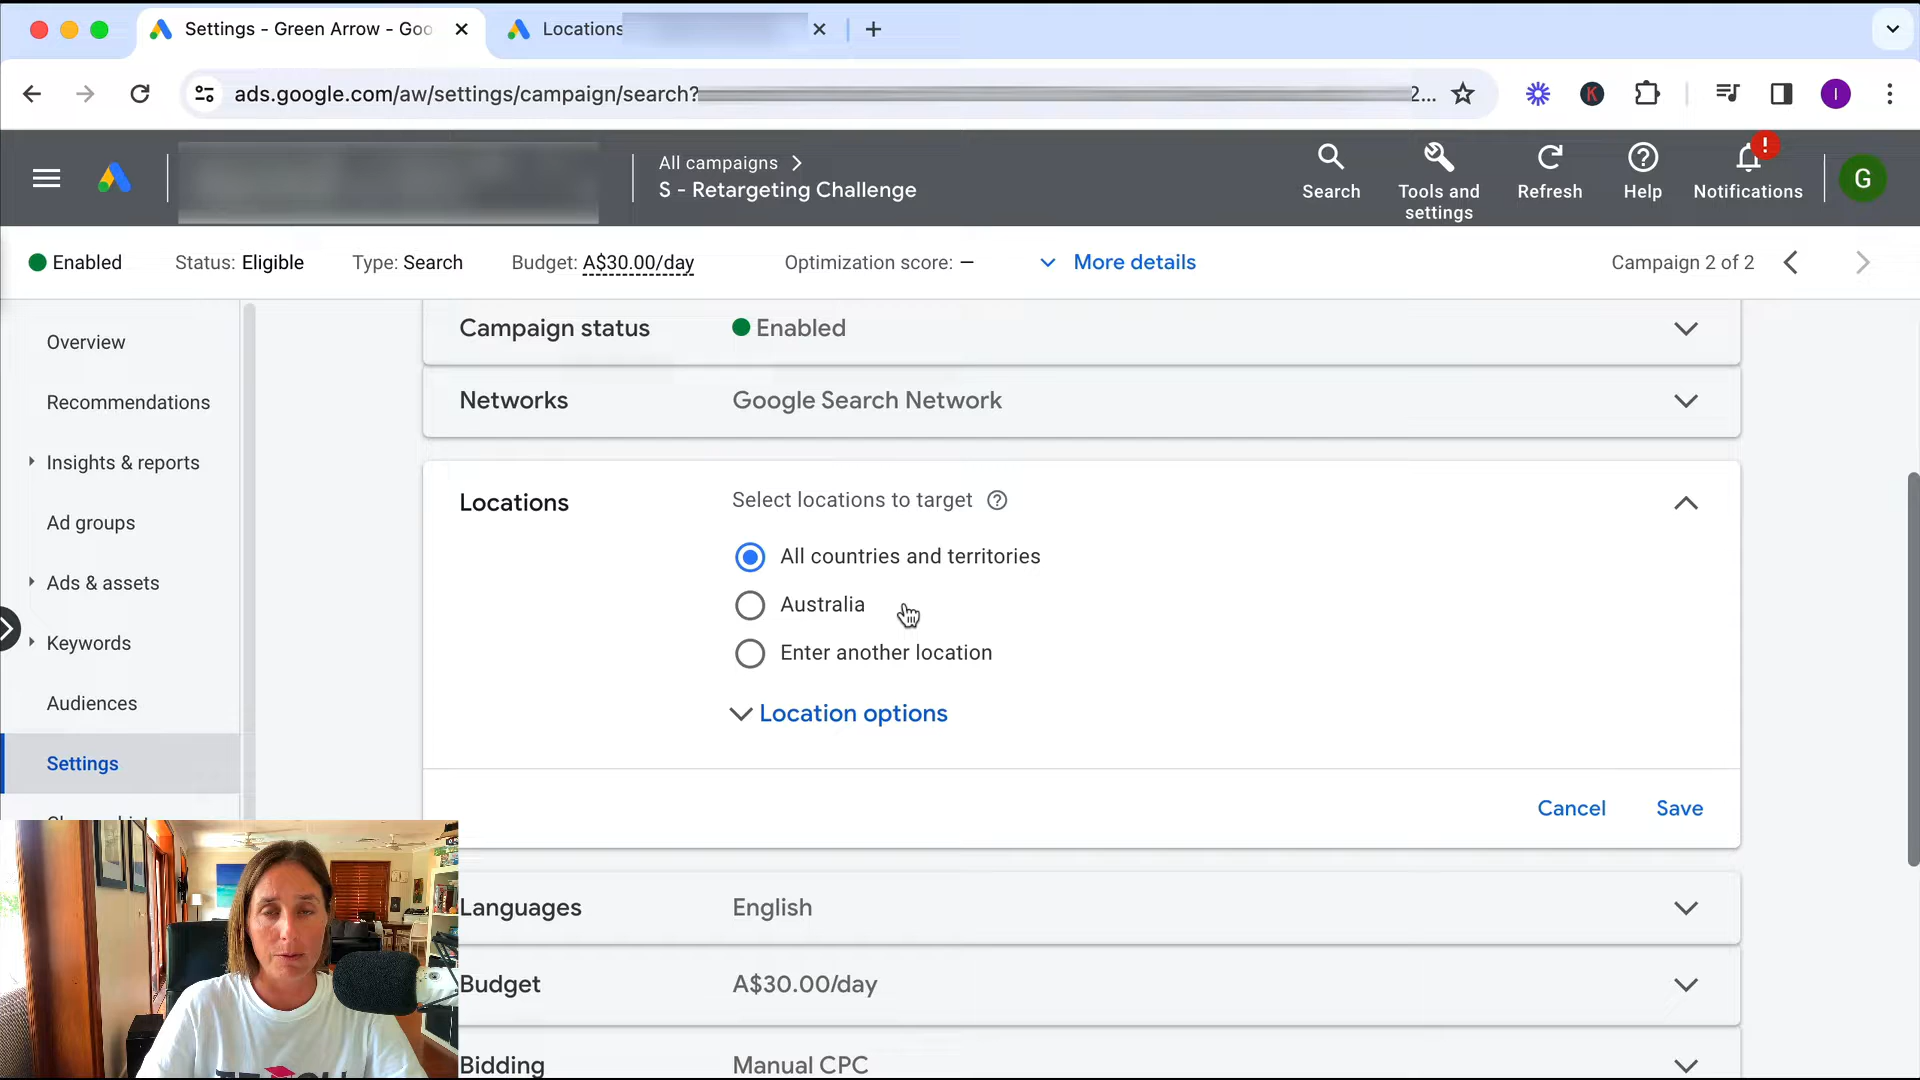 Settings - Green Arrow - Goo
Locations
ads.google.com/aw/settings/campaign/search?
2...
K
I
All campaigns
S - Retargeting Challenge
Search
Tools and
settings
Refresh
Help
!
Notifications
G
Enabled
Status: Eligible
Type: Search
Budget: A$30.00/day
Optimization score: –
More details
Campaign 2 of 2
Overview
Recommendations
Insights & reports
Ad groups
Ads & assets
Keywords
Audiences
Settings
Campaign status
Enabled
Networks
Google Search Network
Locations
Select locations to target
All countries and territories
Australia
Enter another location
Location options
Cancel
Save
Languages
English
Budget
A$30.00/day
Bidding
Manual CPC